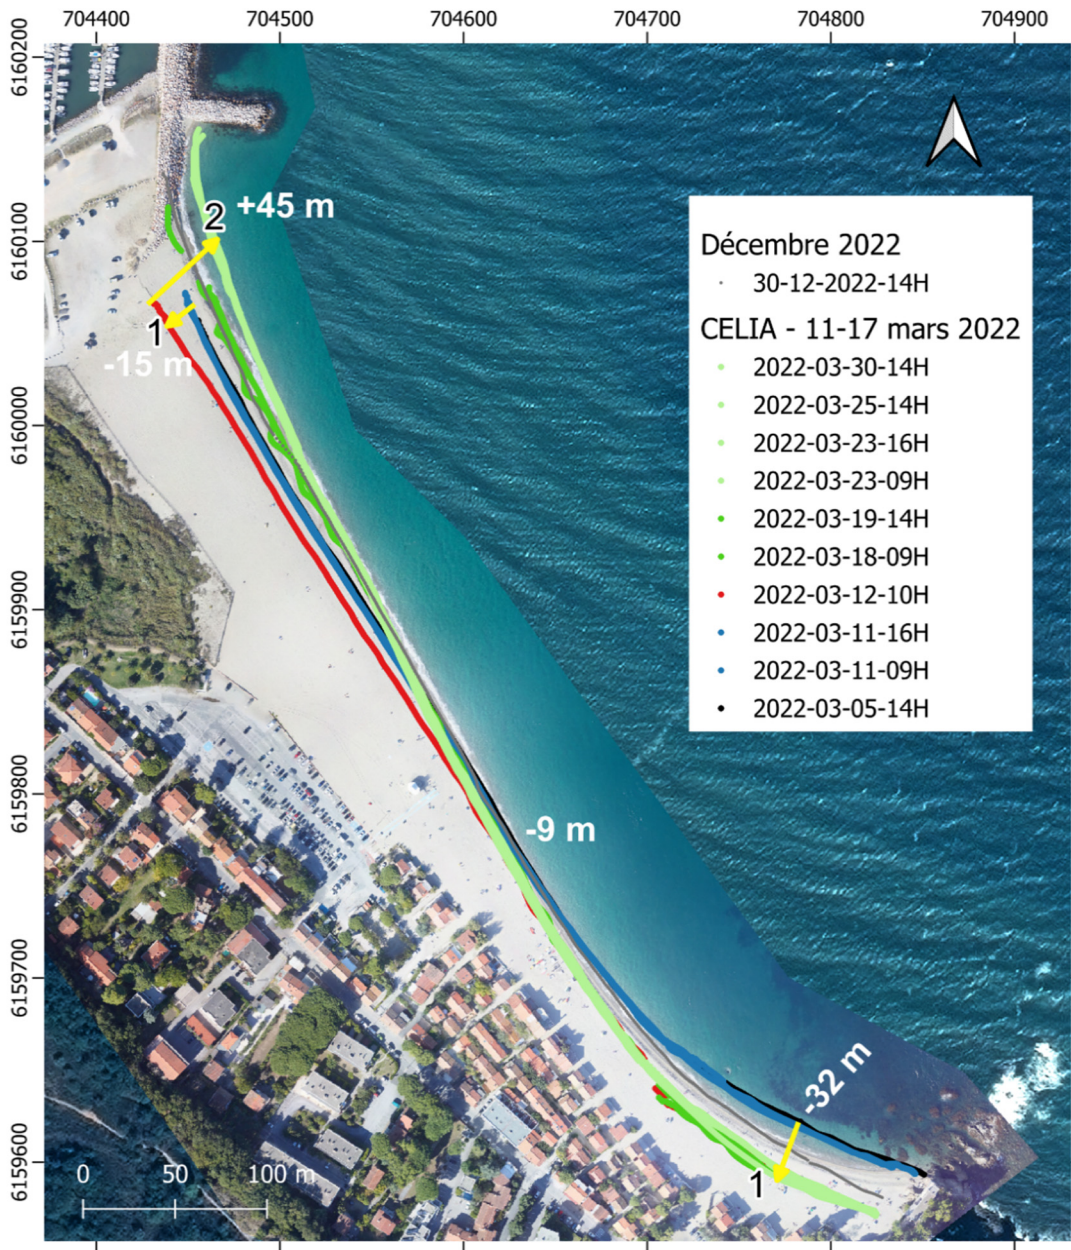 704400 704500 704600 704700 704800 704900
6160200
6160100
6160000
6159900
6159800
6159700
6159600
2 +45 m
1
-15 m
-9 m
-32 m
1
Décembre 2022
30-12-2022-14H
CELIA - 11-17 mars 2022
2022-03-30-14H
2022-03-25-14H
2022-03-23-16H
2022-03-23-09H
2022-03-19-14H
2022-03-18-09H
2022-03-12-10H
2022-03-11-16H
2022-03-11-09H
2022-03-05-14H
0 50 100 m